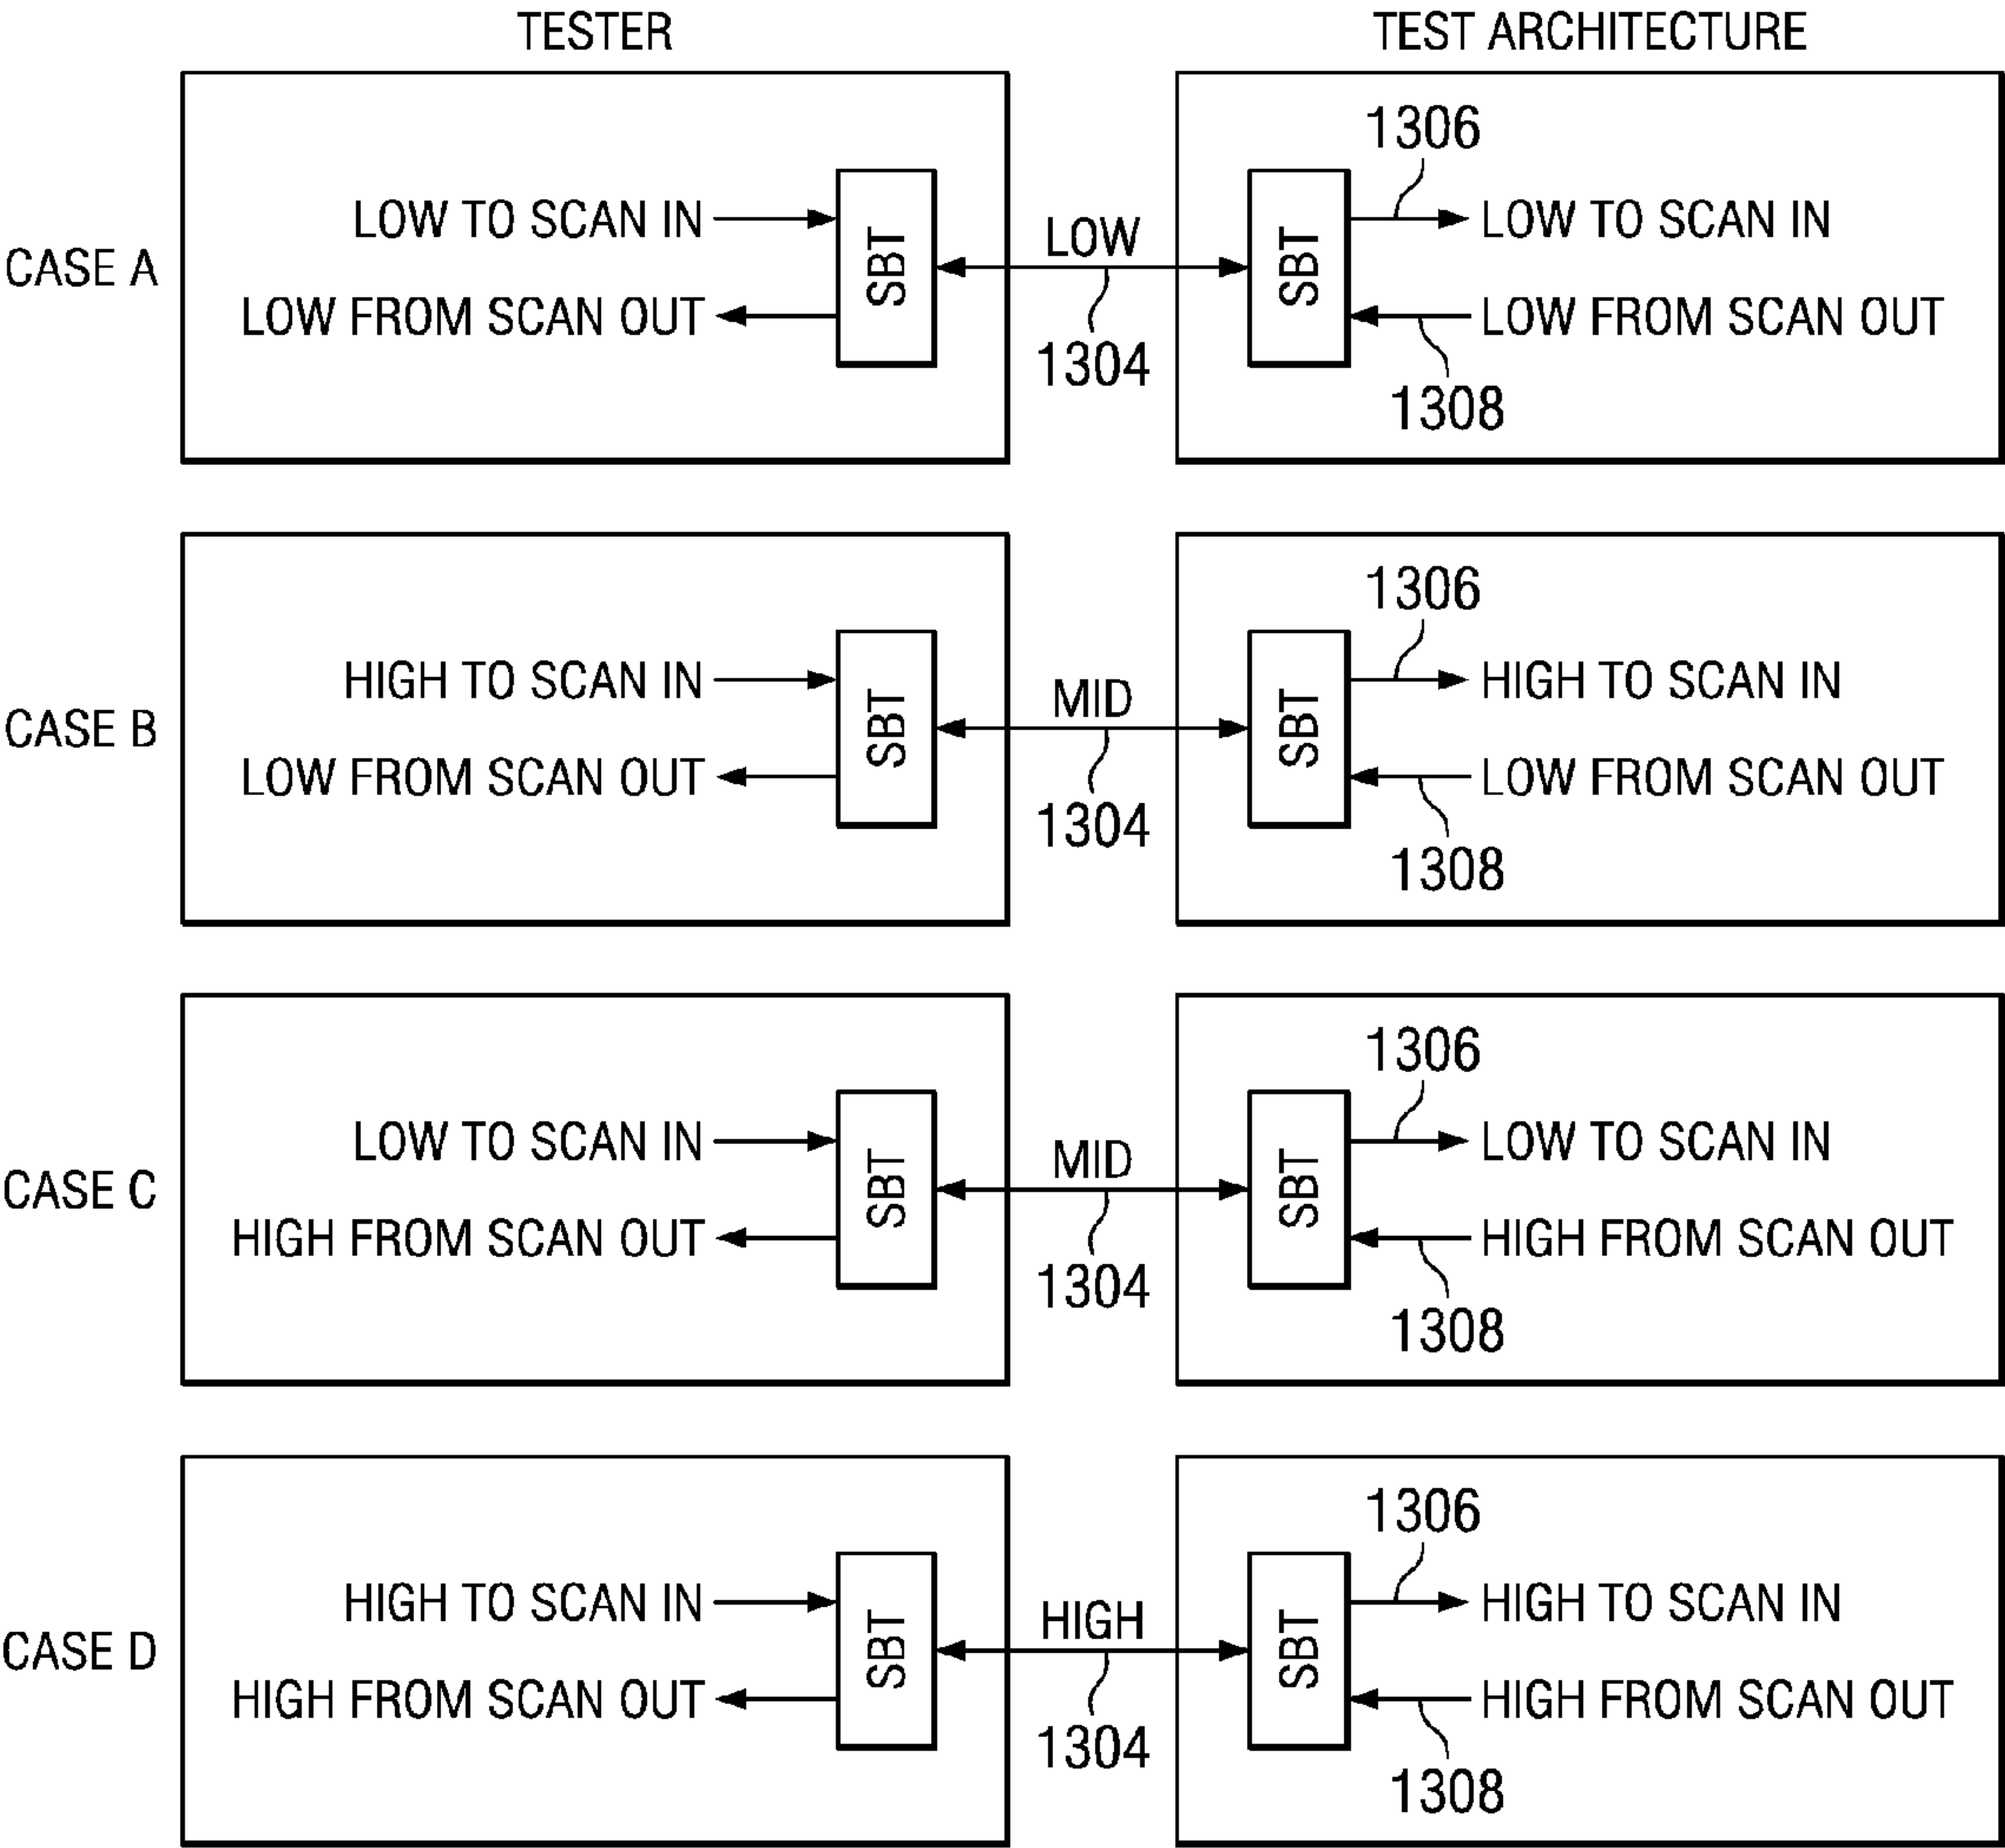 TESTER
TEST ARCHITECTURE
CASE A
LOW TO SCAN IN
LOW FROM SCAN OUT
SBT
LOW
1304
SBT
1306
LOW TO SCAN IN
LOW FROM SCAN OUT
1308
CASE B
HIGH TO SCAN IN
LOW FROM SCAN OUT
SBT
MID
1304
SBT
1306
HIGH TO SCAN IN
LOW FROM SCAN OUT
1308
CASE C
LOW TO SCAN IN
HIGH FROM SCAN OUT
SBT
MID
1304
SBT
1306
LOW TO SCAN IN
HIGH FROM SCAN OUT
1308
CASE D
HIGH TO SCAN IN
HIGH FROM SCAN OUT
SBT
HIGH
1304
SBT
1306
HIGH TO SCAN IN
HIGH FROM SCAN OUT
1308